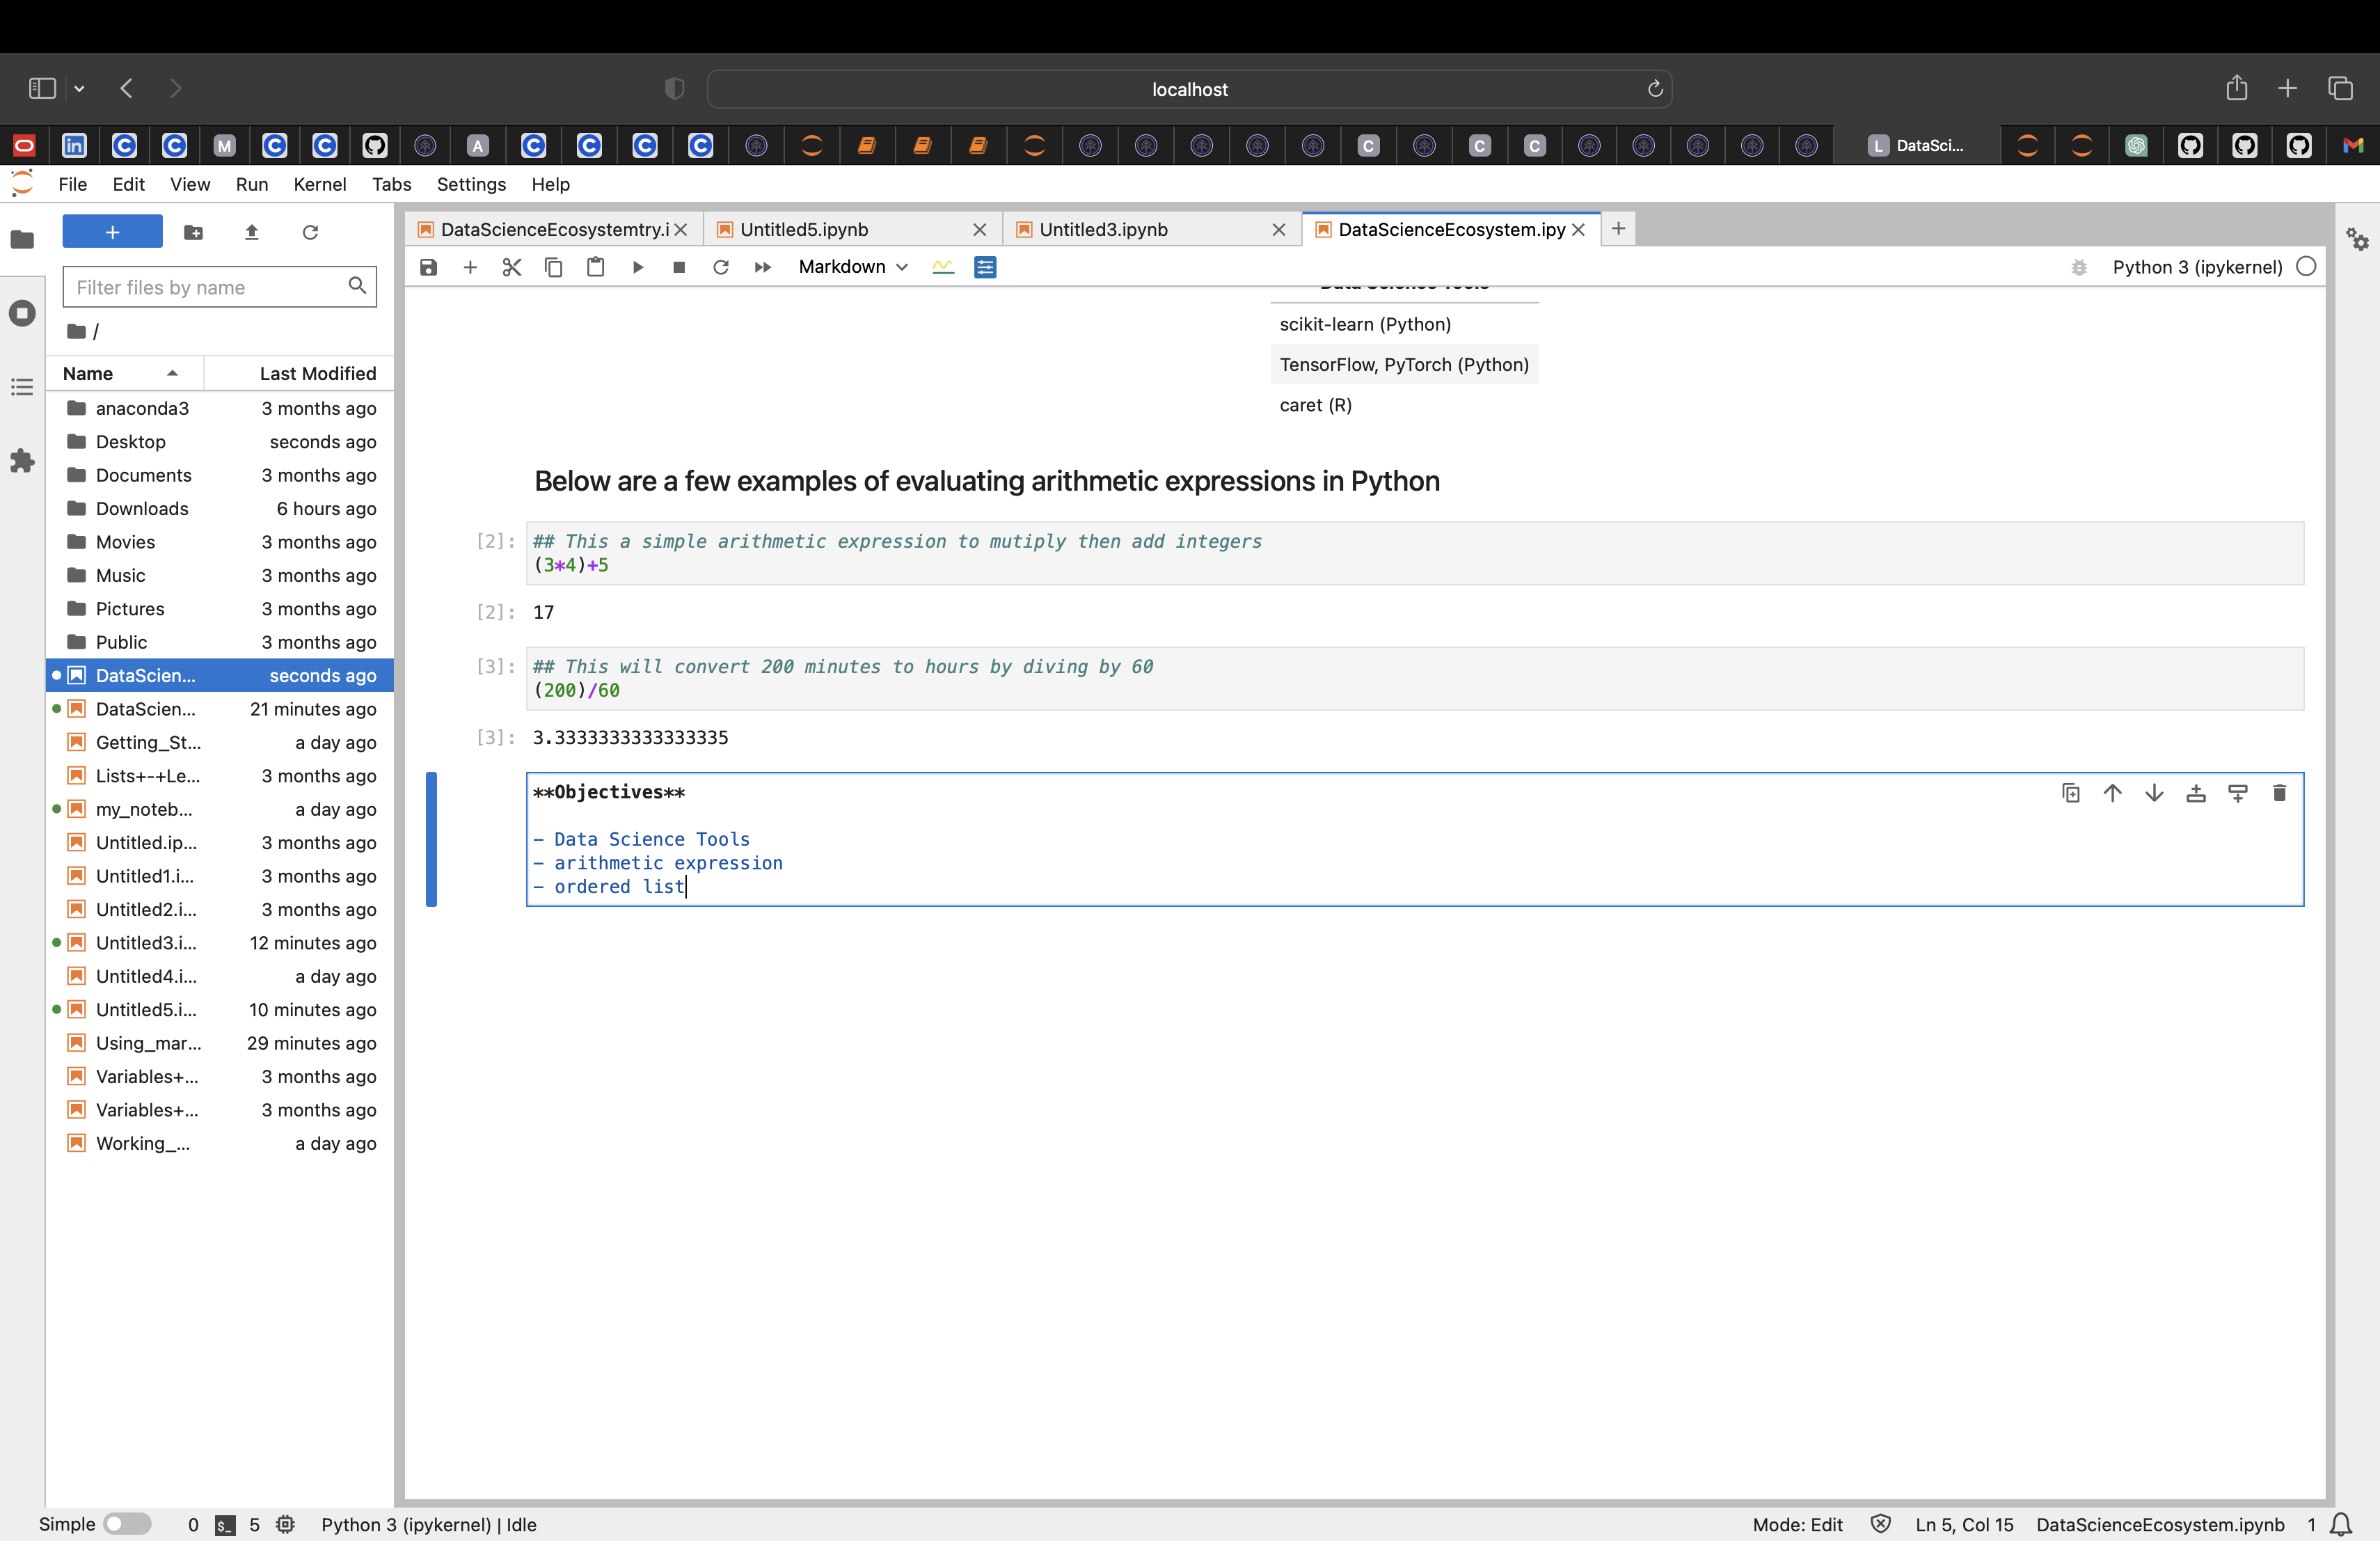 localhost
in C C M C C A C C C C C C C L DataSci...
File Edit View Run Kernel Tabs Settings Help
DataScienceEcosystemtry.i Untitled5.ipynb Untitled3.ipynb DataScienceEcosystem.ipy
Markdown Python 3 (ipykernel)
Filter files by name
/
Name Last Modified
anaconda3 3 months ago
Desktop seconds ago
Documents 3 months ago
Downloads 6 hours ago
Movies 3 months ago
Music 3 months ago
Pictures 3 months ago
Public 3 months ago
DataScien... seconds ago
DataScien... 21 minutes ago
Getting_St... a day ago
Lists+-+Le... 3 months ago
my_noteb... a day ago
Untitled.ip... 3 months ago
Untitled1.i... 3 months ago
Untitled2.i... 3 months ago
Untitled3.i... 12 minutes ago
Untitled4.i... a day ago
Untitled5.i... 10 minutes ago
Using_mar... 29 minutes ago
Variables+... 3 months ago
Variables+... 3 months ago
Working_... a day ago
Data Science Tools
scikit-learn (Python)
TensorFlow, PyTorch (Python)
caret (R)
Below are a few examples of evaluating arithmetic expressions in Python
[2]: ## This a simple arithmetic expression to mutiply then add integers
(3*4)+5
[2]: 17
[3]: ## This will convert 200 minutes to hours by diving by 60
(200)/60
[3]: 3.3333333333333335
**Objectives**
- Data Science Tools
- arithmetic expression
- ordered list
Simple 0 $_ 5 Python 3 (ipykernel) | Idle Mode: Edit Ln 5, Col 15 DataScienceEcosystem.ipynb 1